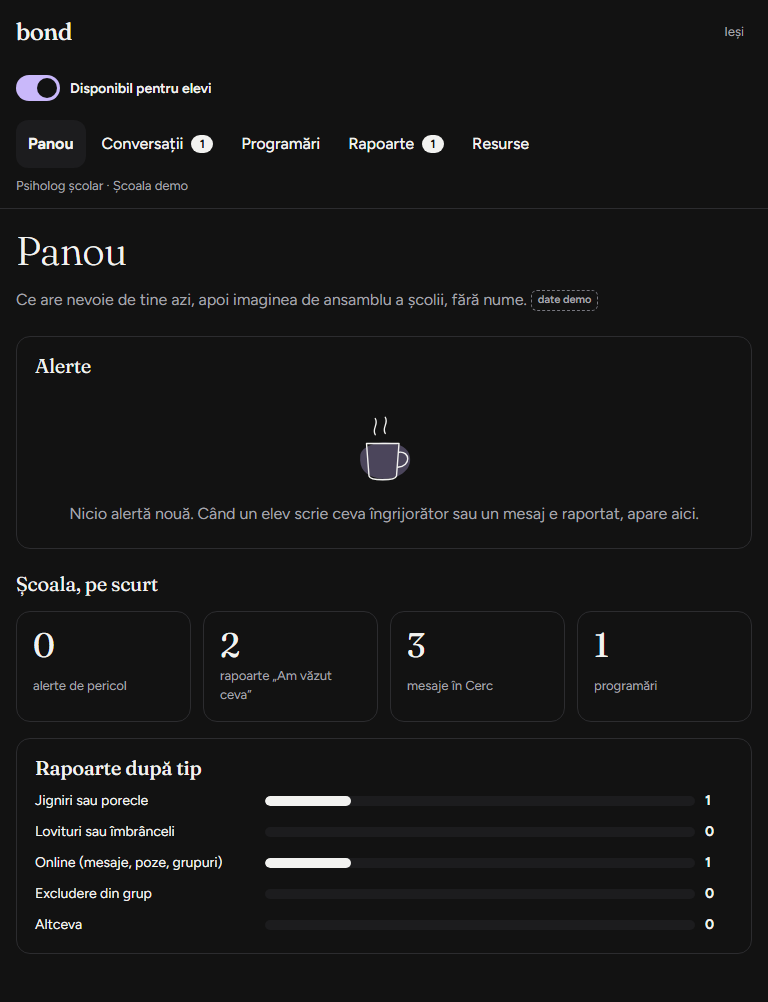 bond
Ieși
Disponibil pentru elevi
Panou
Conversații 1
Programări
Rapoarte 1
Resurse
Psiholog școlar · Școala demo
Panou
Ce are nevoie de tine azi, apoi imaginea de ansamblu a școlii, fără nume. date demo
Alerte
Nicio alertă nouă. Când un elev scrie ceva îngrijorător sau un mesaj e raportat, apare aici.
Școala, pe scurt
0
alerte de pericol
2
rapoarte „Am văzut
ceva”
3
mesaje în Cerc
1
programări
Rapoarte după tip
Jigniri sau porecle 1
Lovituri sau îmbrânceli 0
Online (mesaje, poze, grupuri) 1
Excludere din grup 0
Altceva 0